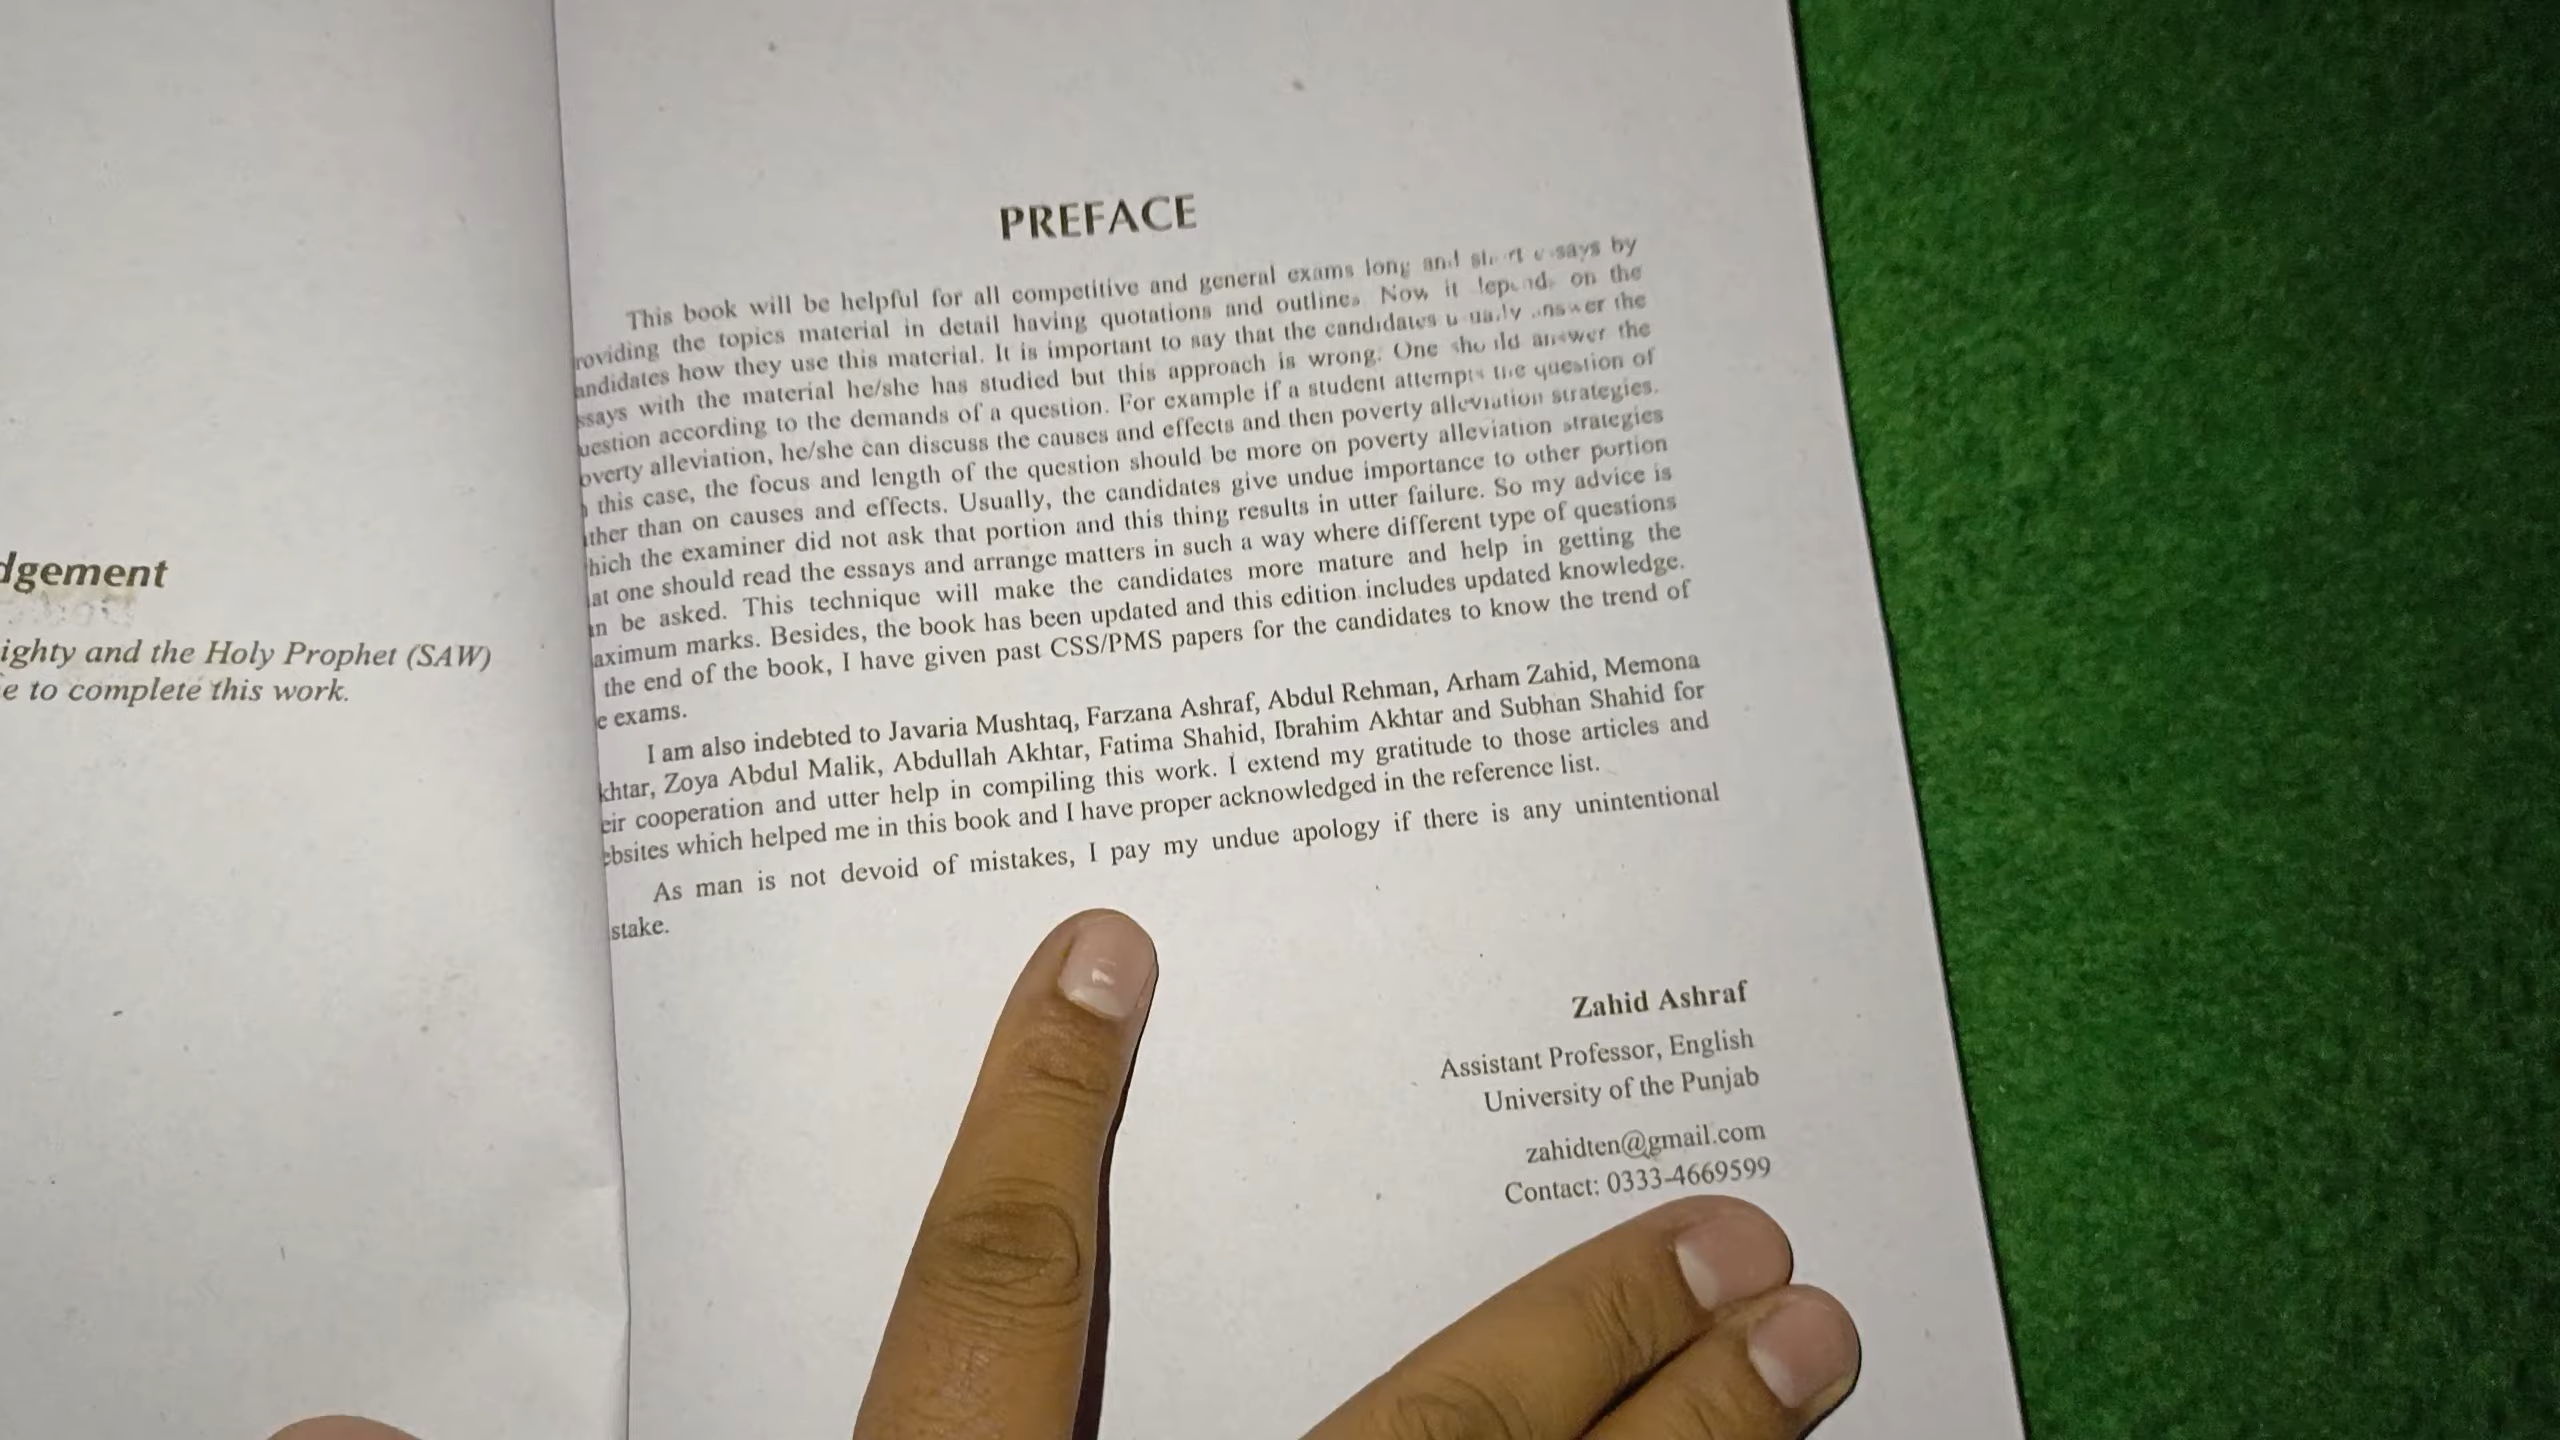 dgement
ighty and the Holy Prophet (SAW)
e to complete this work.
PREFACE
This book will be helpful for all competitive and general exams long and short essays by
roviding the topics material in detail having quotations and outlines Now it depends on the
andidates how they use this material. It is important to say that the candidates usually answer the
ssays with the material he/she has studied but this approach is wrong. One should answer the
uestion according to the demands of a question. For example if a student attempts the question of
overty alleviation, he/she can discuss the causes and effects and then poverty alleviation strategies.
this case, the focus and length of the question should be more on poverty alleviation strategies
ther than on causes and effects. Usually, the candidates give undue importance to other portion
hich the examiner did not ask that portion and this thing results in utter failure. So my advice is
at one should read the essays and arrange matters in such a way where different type of questions
n be asked. This technique will make the candidates more mature and help in getting the
aximum marks. Besides, the book has been updated and this edition includes updated knowledge.
the end of the book, I have given past CSS/PMS papers for the candidates to know the trend of
e exams.
I am also indebted to Javaria Mushtaq, Farzana Ashraf, Abdul Rehman, Arham Zahid, Memona
khtar, Zoya Abdul Malik, Abdullah Akhtar, Fatima Shahid, Ibrahim Akhtar and Subhan Shahid for
eir cooperation and utter help in compiling this work. I extend my gratitude to those articles and
ebsites which helped me in this book and I have proper acknowledged in the reference list.
As man is not devoid of mistakes, I pay my undue apology if there is any unintentional
stake.
Zahid Ashraf
Assistant Professor, English
University of the Punjab
zahidten@gmail.com
Contact: 0333-4669599